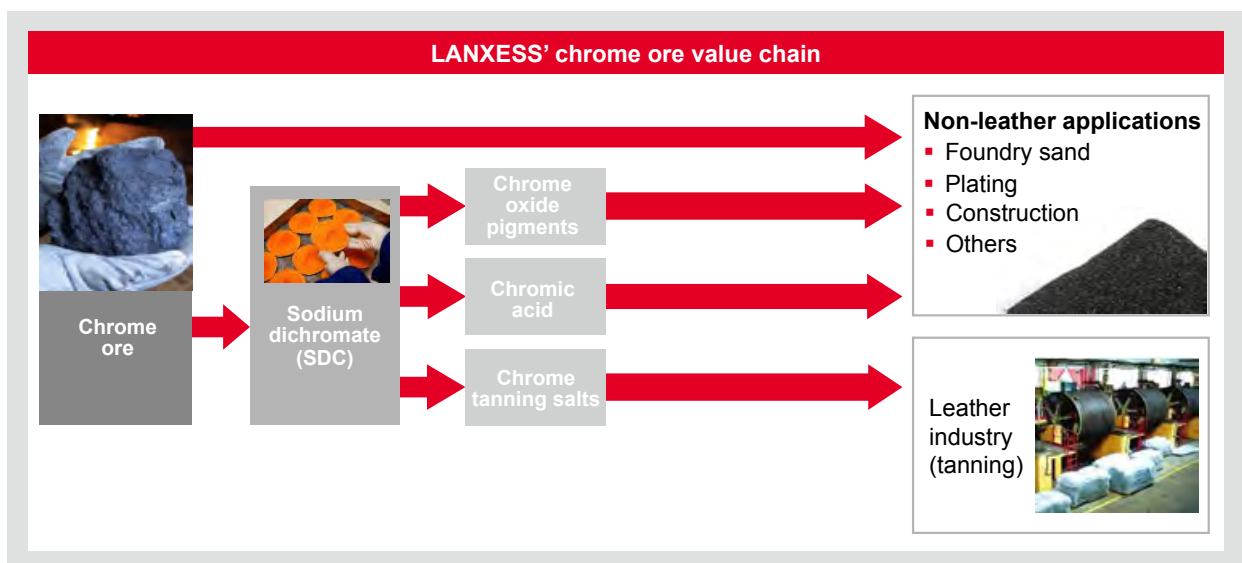 LANXESS’ chrome ore value chain
Chrome
ore
Sodium
dichromate
(SDC)
Chrome
oxide
pigments
Chromic
acid
Chrome
tanning salts
Non-leather applications
▪ Foundry sand
▪ Plating
▪ Construction
▪ Others
Leather
industry
(tanning)